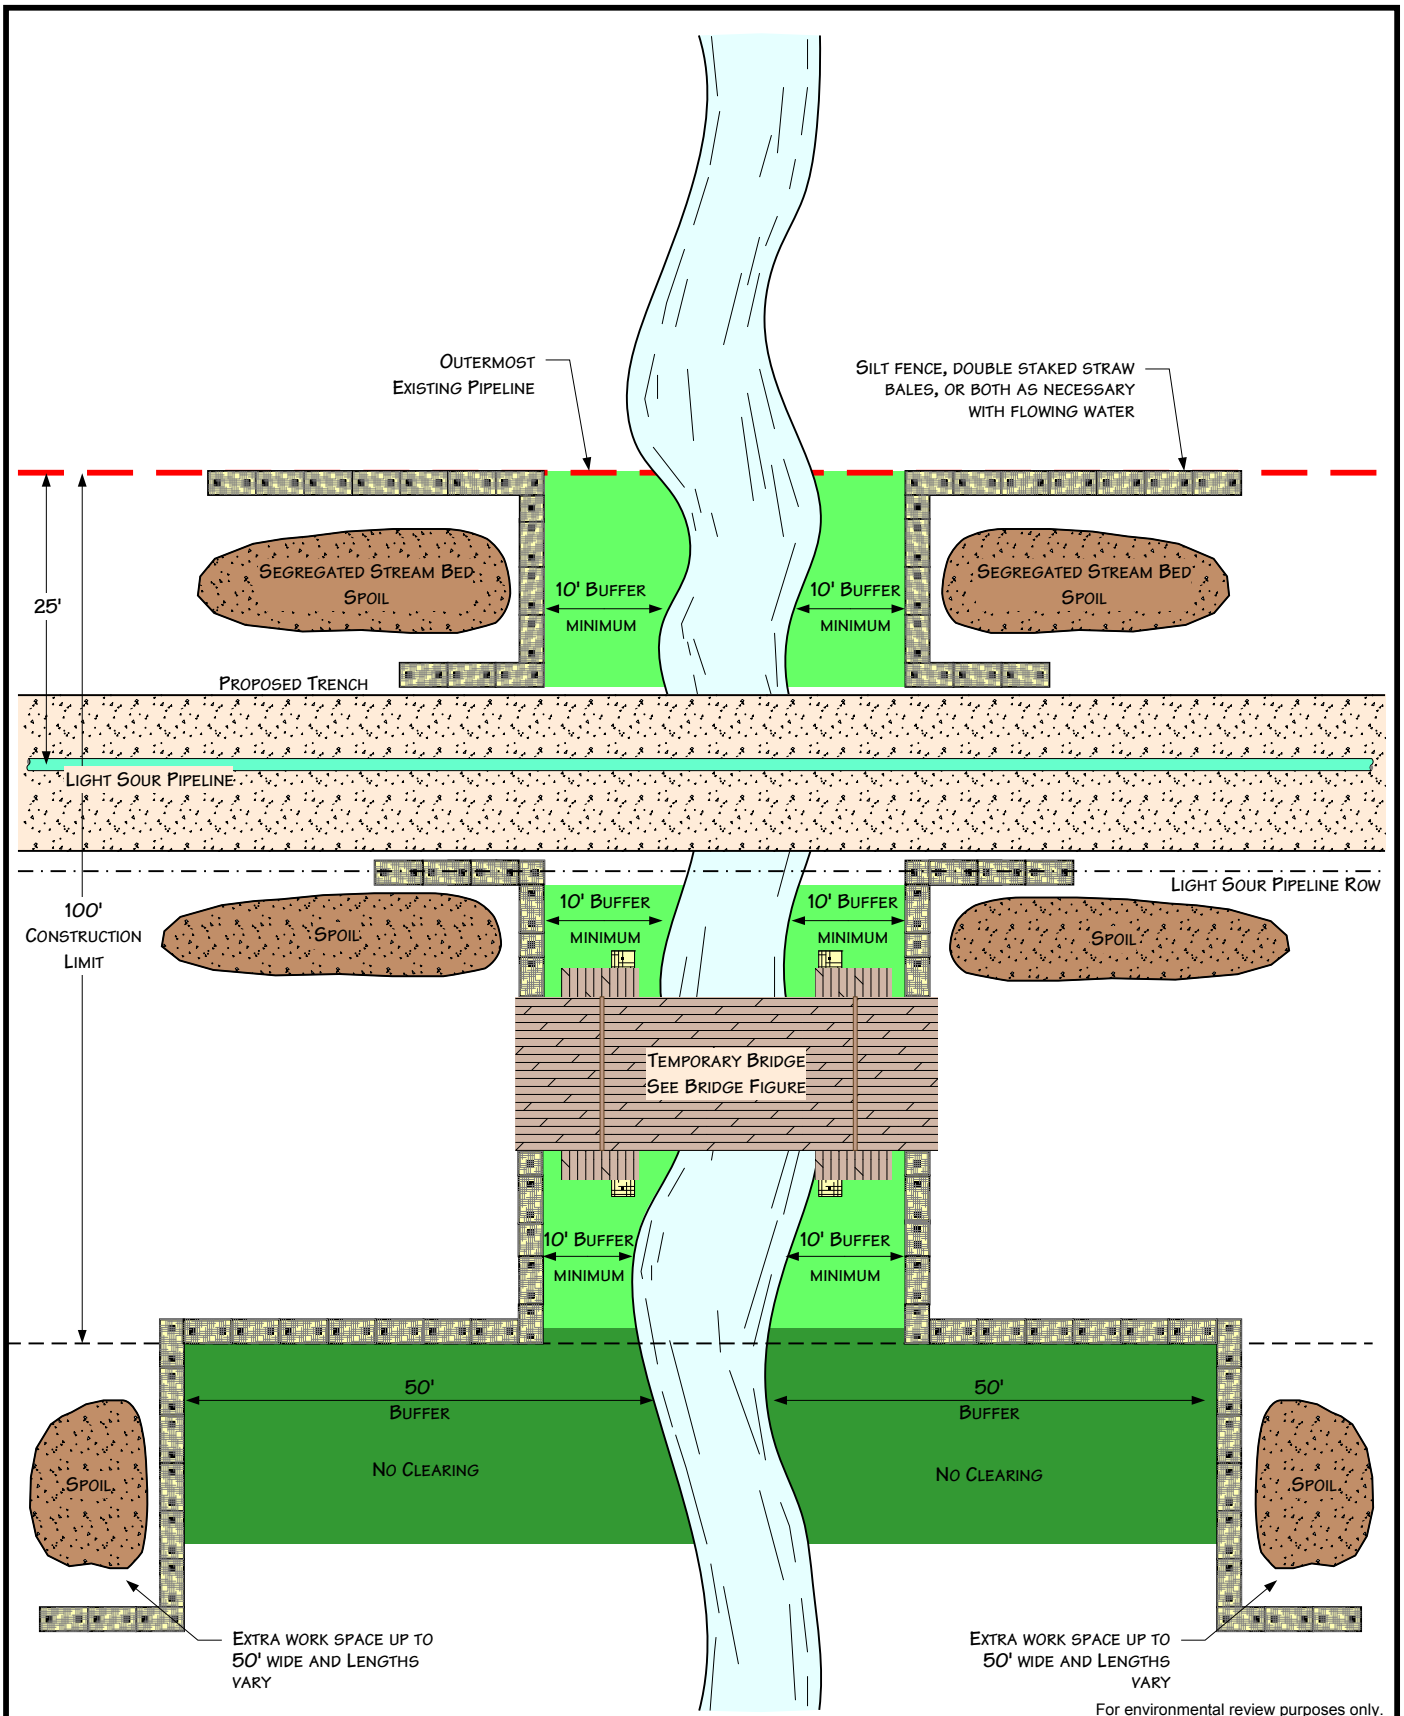 Outermost
Existing Pipeline
Silt fence, double staked straw
bales, or both as necessary
with flowing water
Segregated Stream Bed
Spoil
10' Buffer
minimum
10' Buffer
minimum
Segregated Stream Bed
Spoil
25'
Proposed Trench
Light Sour Pipeline
Light Sour Pipeline Row
100'
Construction
Limit
Spoil
10' Buffer
minimum
10' Buffer
minimum
Spoil
Temporary Bridge
See Bridge Figure
10' Buffer
minimum
10' Buffer
minimum
50'
Buffer
50'
Buffer
No Clearing
No Clearing
Spoil
Spoil
Extra work space up to
50' wide and Lengths
vary
Extra work space up to
50' wide and Lengths
vary
For environmental review purposes only.